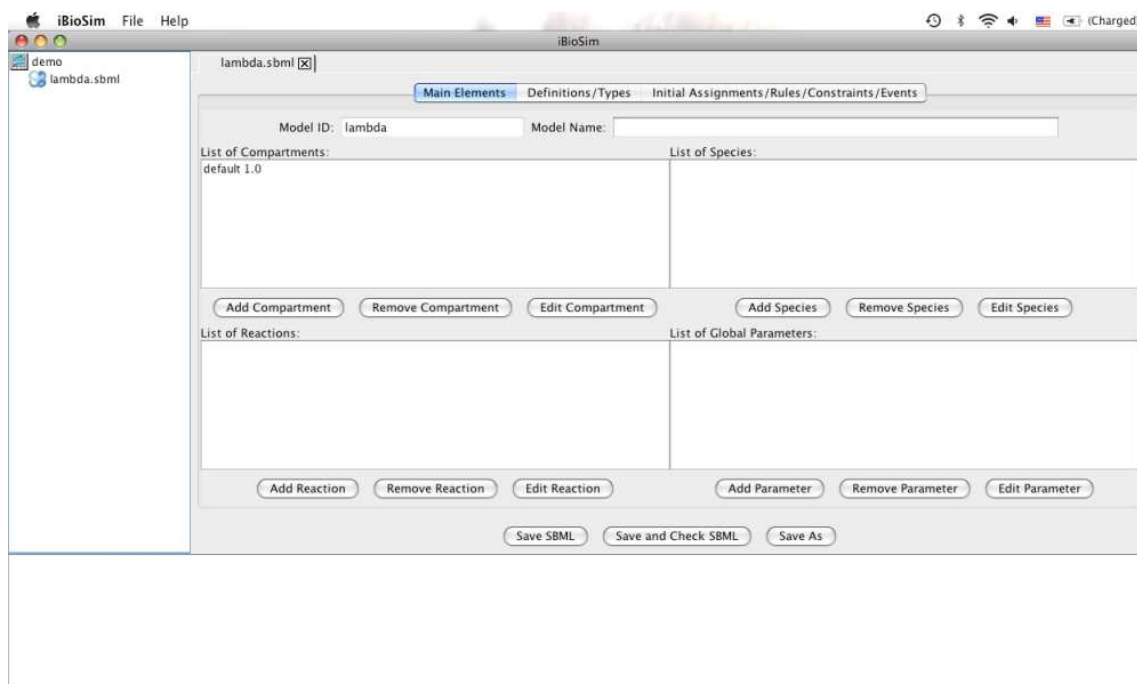 iBioSim File Help (Charged)
iBioSim
demo
lambda.sbml
lambda.sbml
Main Elements Definitions/Types Initial Assignments/Rules/Constraints/Events
Model ID: lambda Model Name:
List of Compartments: List of Species:
default 1.0
Add Compartment Remove Compartment Edit Compartment Add Species Remove Species Edit Species
List of Reactions: List of Global Parameters:
Add Reaction Remove Reaction Edit Reaction Add Parameter Remove Parameter Edit Parameter
Save SBML Save and Check SBML Save As